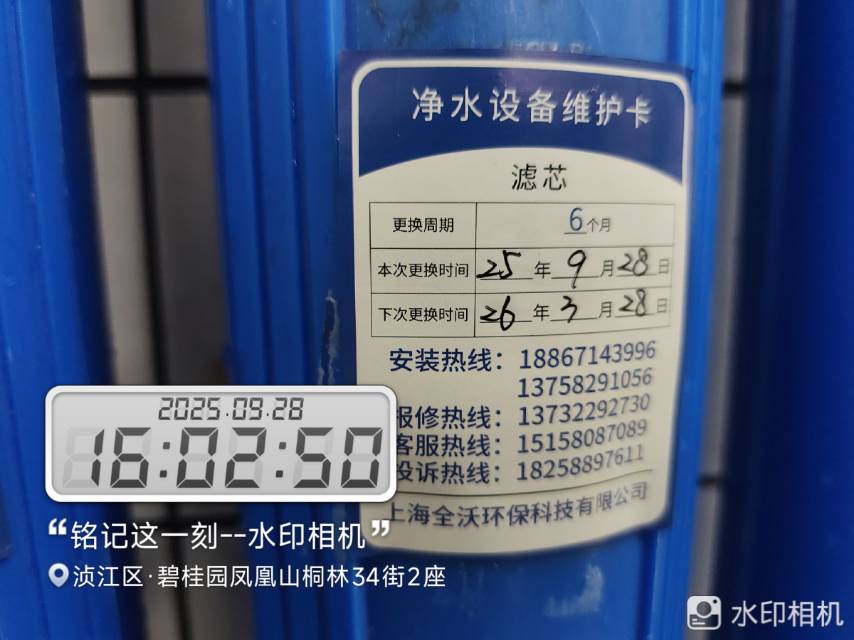 净水设备维护卡
滤芯
更换周期 6个月
本次更换时间 25年9月28日
下次更换时间 26年3月28日
安装热线：18867143996
13758291056
报修热线：13732292730
客服热线：15158087089
投诉热线：18258897611
上海全沃环保科技有限公司
2025.09.28
16:02:50
“铭记这一刻--水印相机”
浈江区·碧桂园凤凰山桐林34街2座
水印相机